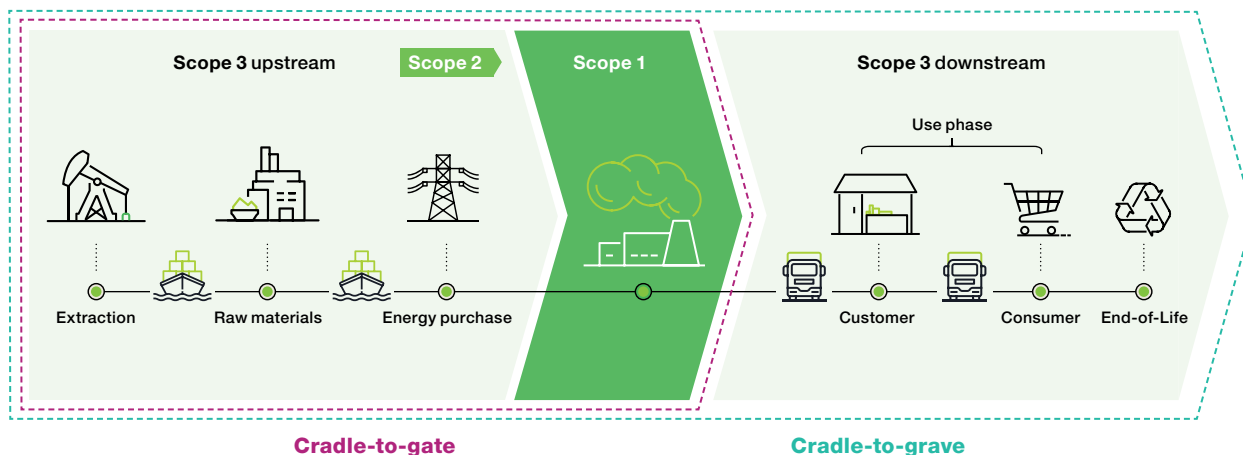 Scope 3 upstream
Scope 2
Scope 1
Scope 3 downstream
Use phase
Extraction
Raw materials
Energy purchase
Customer
Consumer
End-of-Life
Cradle-to-gate
Cradle-to-grave